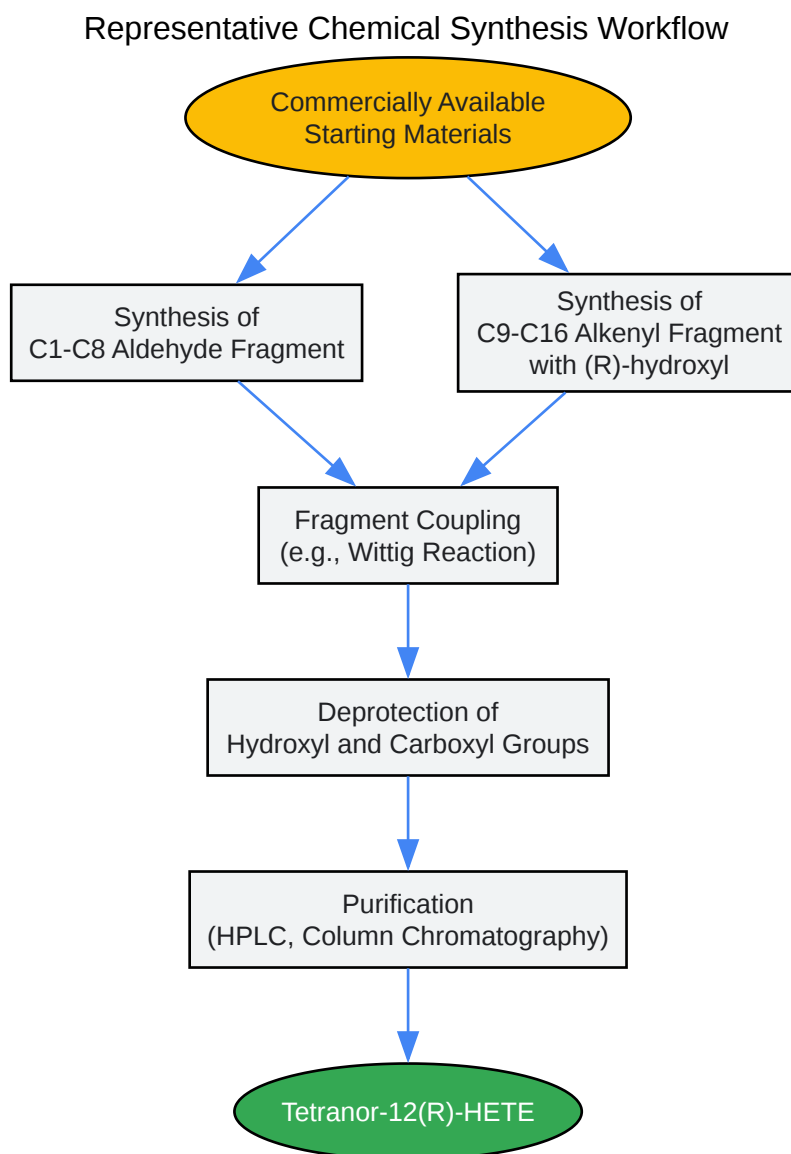 Representative Chemical Synthesis Workflow
Commercially Available
Starting Materials
Synthesis of
C1-C8 Aldehyde Fragment
Synthesis of
C9-C16 Alkenyl Fragment
with (R)-hydroxyl
Fragment Coupling
(e.g., Wittig Reaction)
Deprotection of
Hydroxyl and Carboxyl Groups
Purification
(HPLC, Column Chromatography)
Tetranor-12(R)-HETE